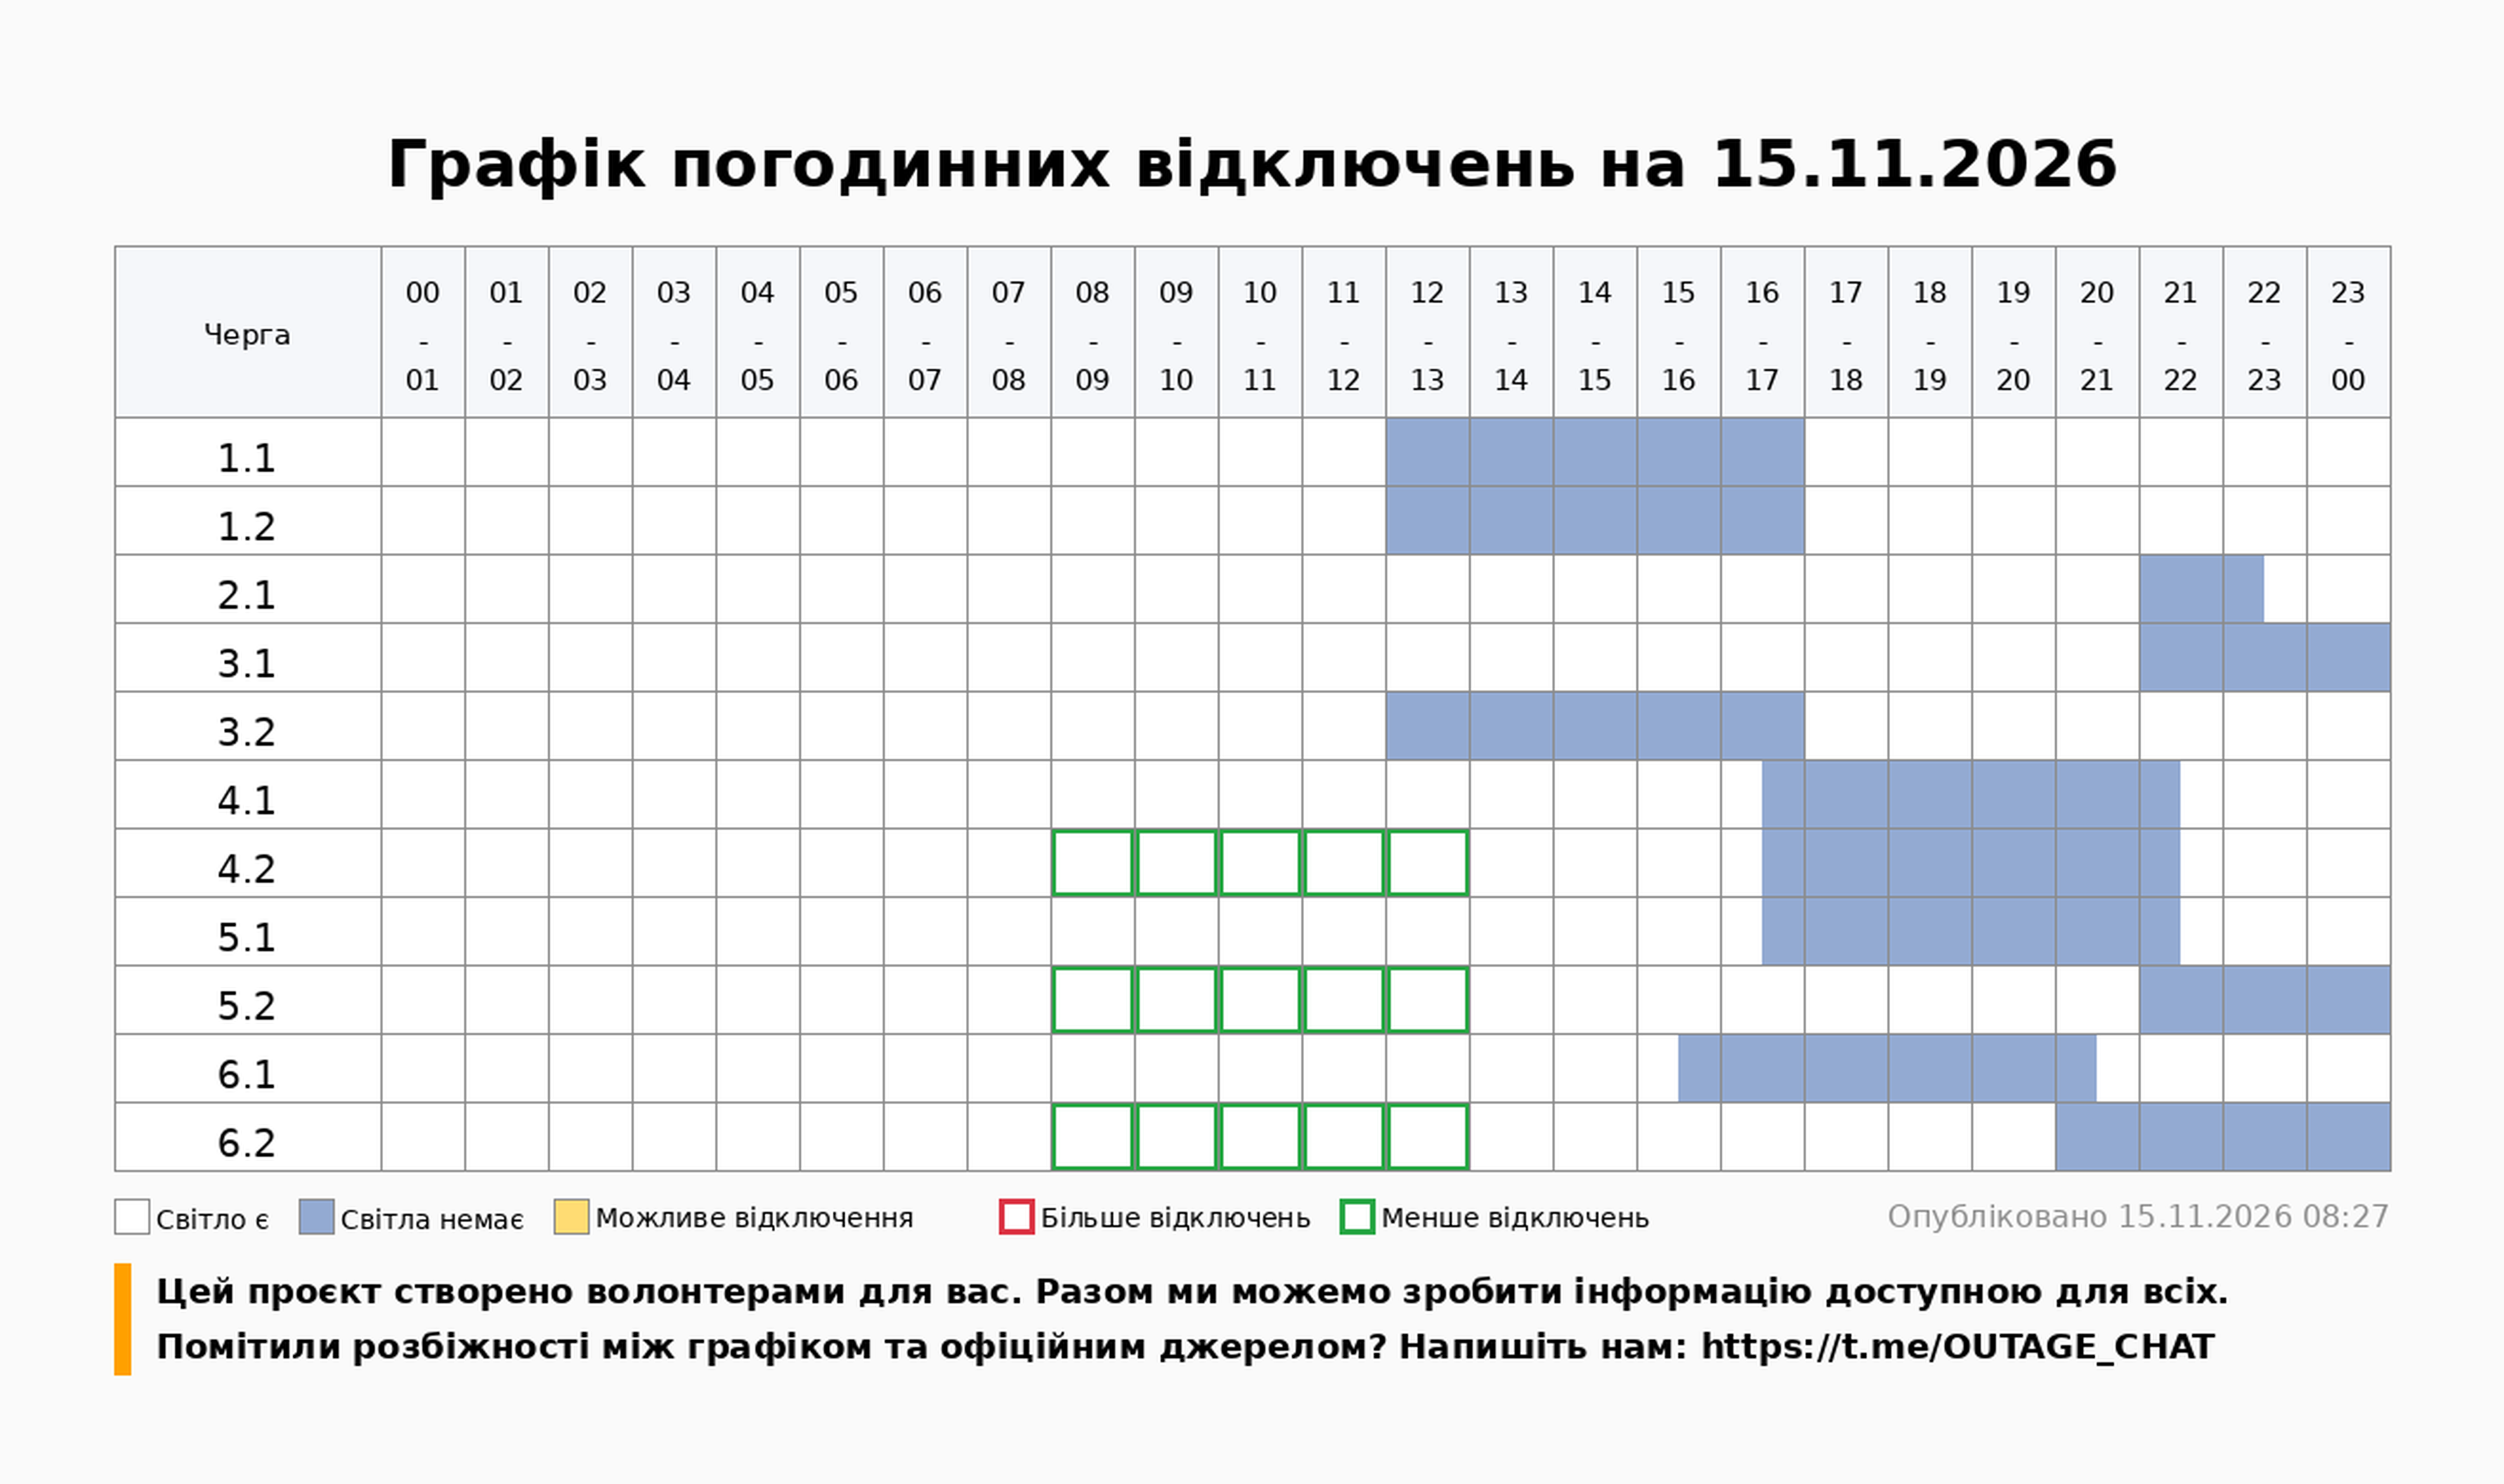 Графік погодинних відключень на 15.11.2026
Черга 00 - 01 01 - 02 02 - 03 03 - 04 04 - 05 05 - 06 06 - 07 07 - 08 08 - 09 09 - 10 10 - 11 11 - 12 12 - 13 13 - 14 14 - 15 15 - 16 16 - 17 17 - 18 18 - 19 19 - 20 20 - 21 21 - 22 22 - 23 23 - 00
1.1
1.2
2.1
3.1
3.2
4.1
4.2
5.1
5.2
6.1
6.2
Світло є Світла немає Можливе відключення Більше відключень Менше відключень Опубліковано 15.11.2026 08:27
Цей проєкт створено волонтерами для вас. Разом ми можемо зробити інформацію доступною для всіх.
Помітили розбіжності між графіком та офіційним джерелом? Напишіть нам: https://t.me/OUTAGE_CHAT